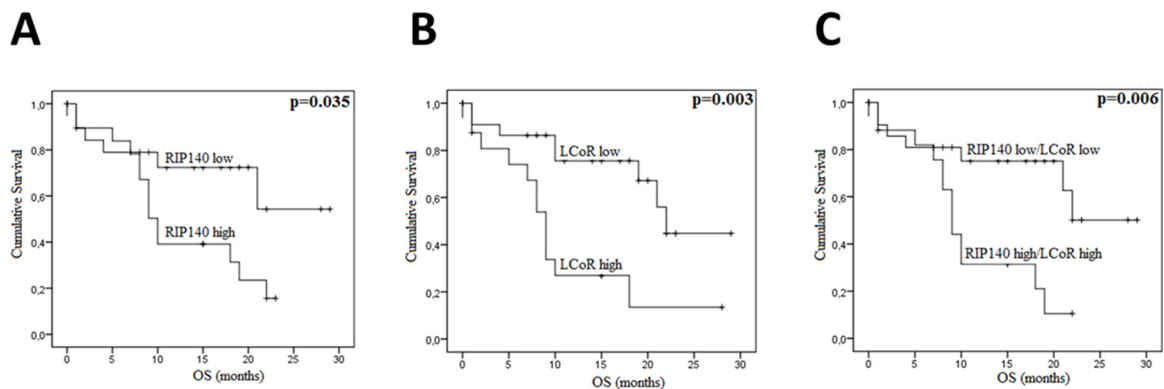 A
p=0.035
1,0
0,8
0,6
0,4
0,2
0,0
Cumulative Survival
RIP140 low
RIP140 high
0 5 10 15 20 25 30
OS (months)
B
p=0.003
1,0
0,8
0,6
0,4
0,2
0,0
Cumulative Survival
LCoR low
LCoR high
0 5 10 15 20 25 30
OS (months)
C
p=0.006
1,0
0,8
0,6
0,4
0,2
0,0
Cumulative Survival
RIP140 low/LCoR low
RIP140 high/LCoR high
0 5 10 15 20 25 30
OS (months)